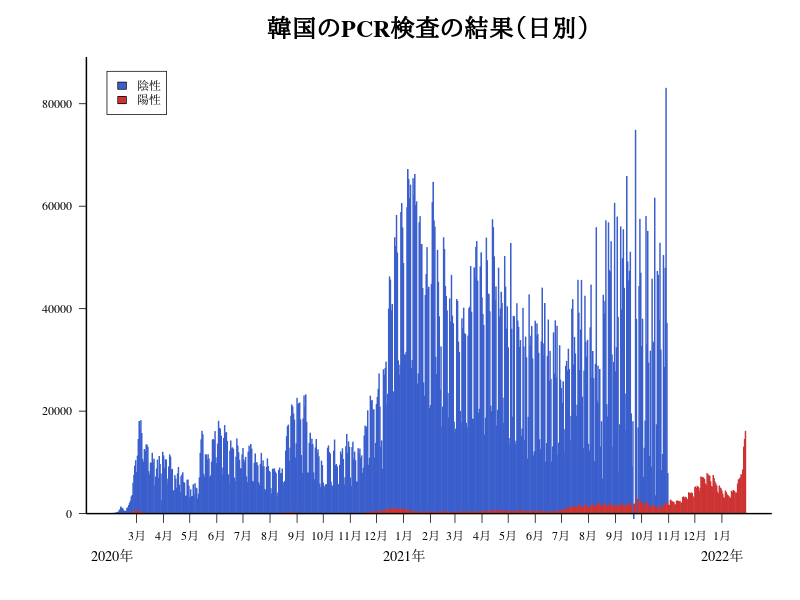 韓国のPCR検査の結果（日別）
陰性
陽性
80000
60000
40000
20000
0
3月 4月 5月 6月 7月 8月 9月 10月 11月 12月 1月 2月 3月 4月 5月 6月 7月 8月 9月 10月 11月 12月 1月
2020年 2021年 2022年